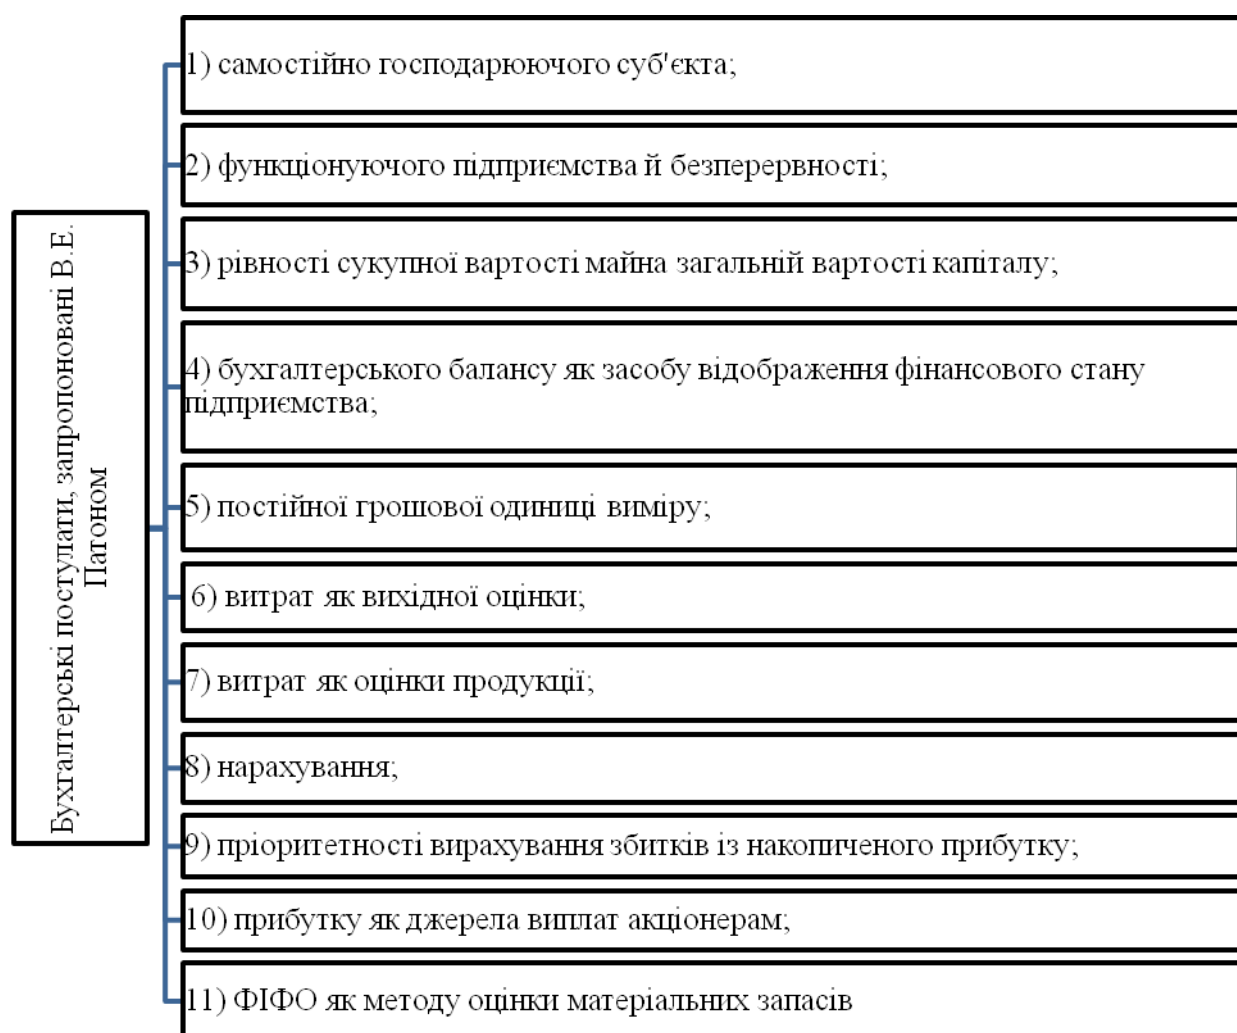 Бухгалтерські постулати, запропоновані В.Е.
Патоном
1) самостійно господарюючого суб'єкта;
2) функціонуючого підприємства й безперервності;
3) рівності сукупної вартості майна загальній вартості капіталу;
4) бухгалтерського балансу як засобу відображення фінансового стану
підприємства;
5) постійної грошової одиниці виміру;
6) витрат як вихідної оцінки;
7) витрат як оцінки продукції;
8) нарахування;
9) пріоритетності вирахування збитків із накопиченого прибутку;
10) прибутку як джерела виплат акціонерам;
11) ФІФО як методу оцінки матеріальних запасів